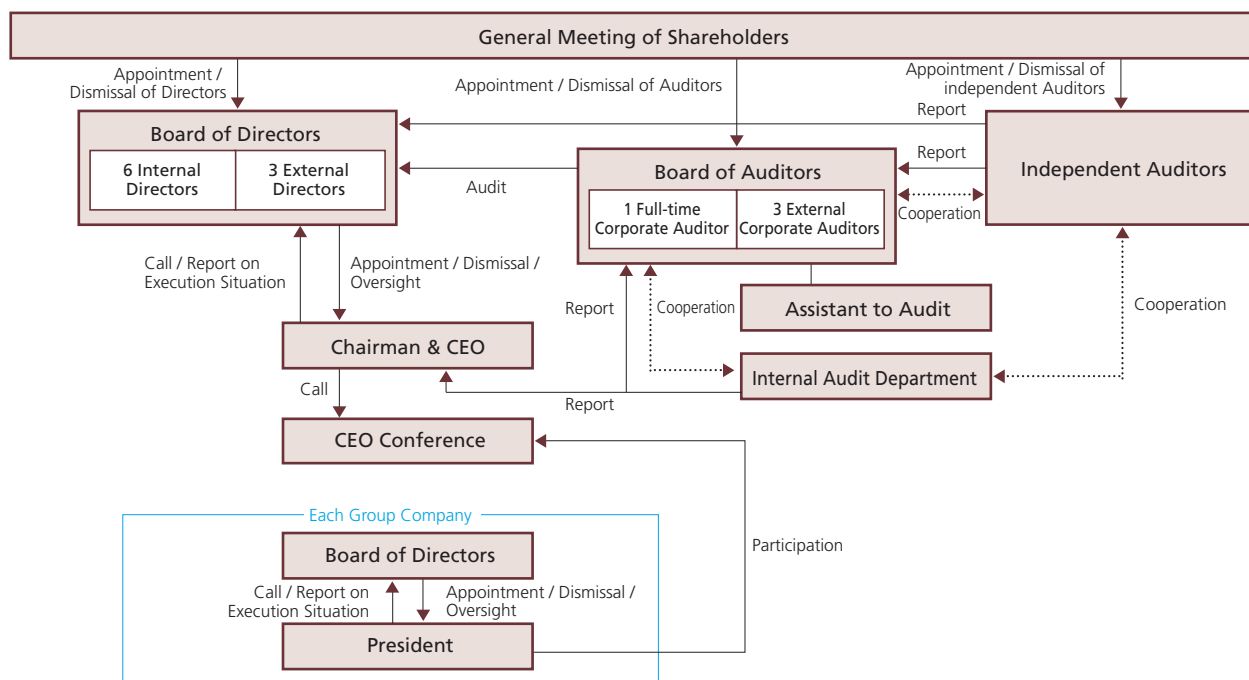 General Meeting of Shareholders
Appointment /
Dismissal of Directors
Appointment / Dismissal of Auditors
Appointment / Dismissal of
independent Auditors
Report
Board of Directors
6 Internal
Directors
3 External
Directors
Audit
Board of Auditors
1 Full-time
Corporate Auditor
3 External
Corporate Auditors
Report
Cooperation
Independent Auditors
Call / Report on
Execution Situation
Appointment / Dismissal /
Oversight
Report
Cooperation
Assistant to Audit
Cooperation
Chairman & CEO
Internal Audit Department
Call
Report
CEO Conference
Each Group Company
Board of Directors
Participation
Call / Report on
Execution Situation
Appointment / Dismissal /
Oversight
President